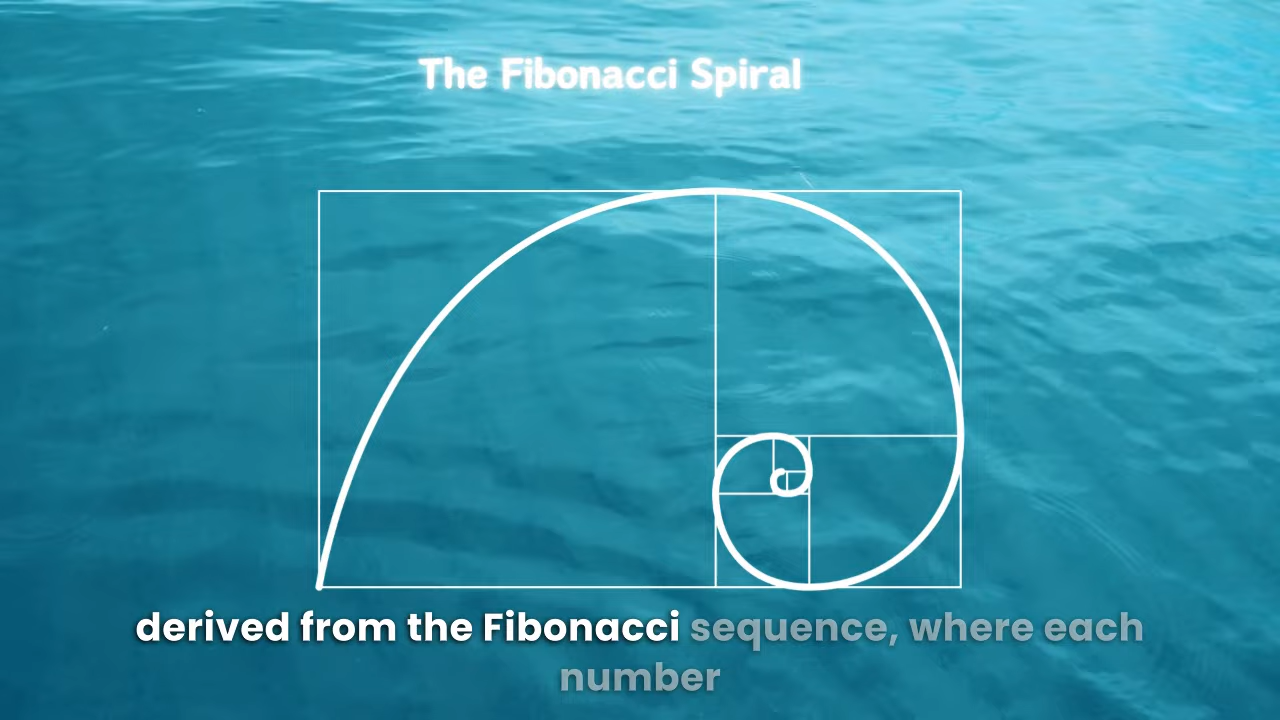 The Fibonacci Spiral
derived from the Fibonacci sequence, where each
number